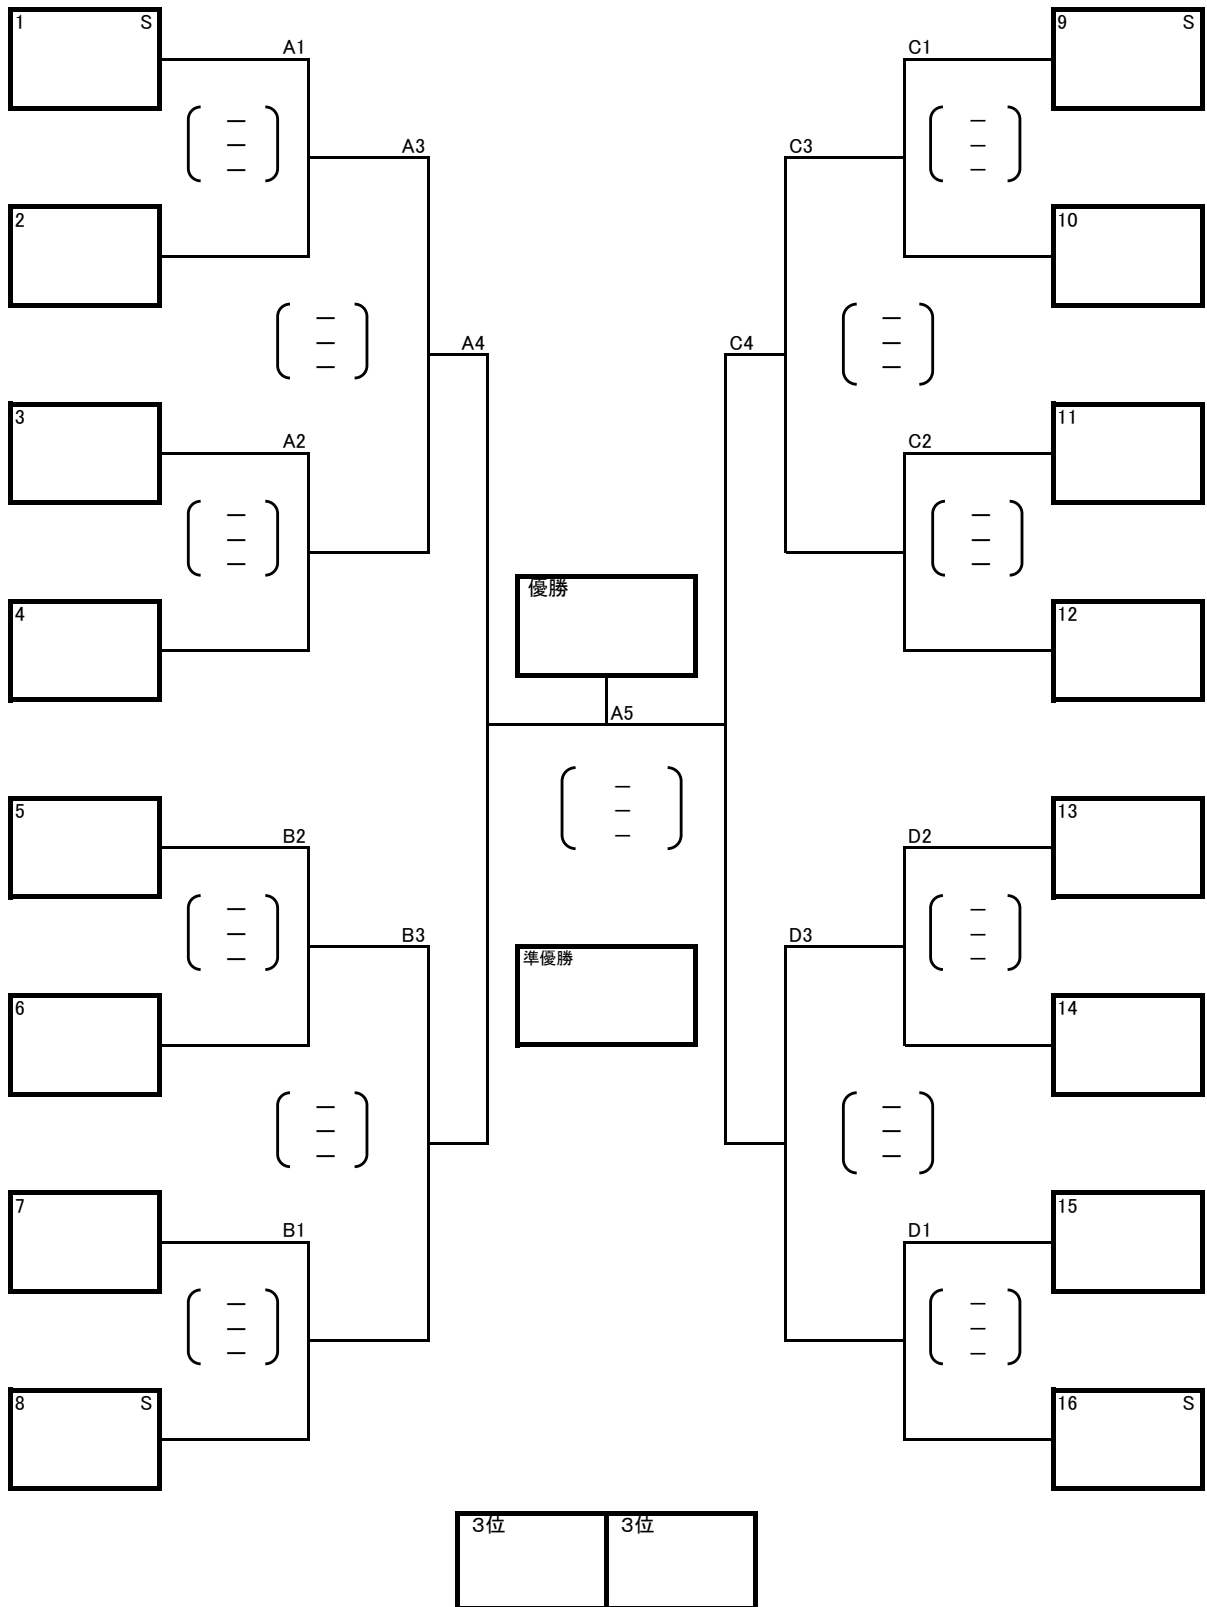 1 S
A1
C1
9 S
— —
— —
— —
A3
C3
2
10
— —
— —
— —
A4
C4
3
A2
C2
11
— —
— —
— —
優勝
4
12
A5
— 
— 
— 
5
B2
D2
13
— —
— —
— —
B3
準優勝
D3
6
14
— —
— —
— —
7
B1
D1
15
— —
— —
— —
8 S
16 S
3位 3位